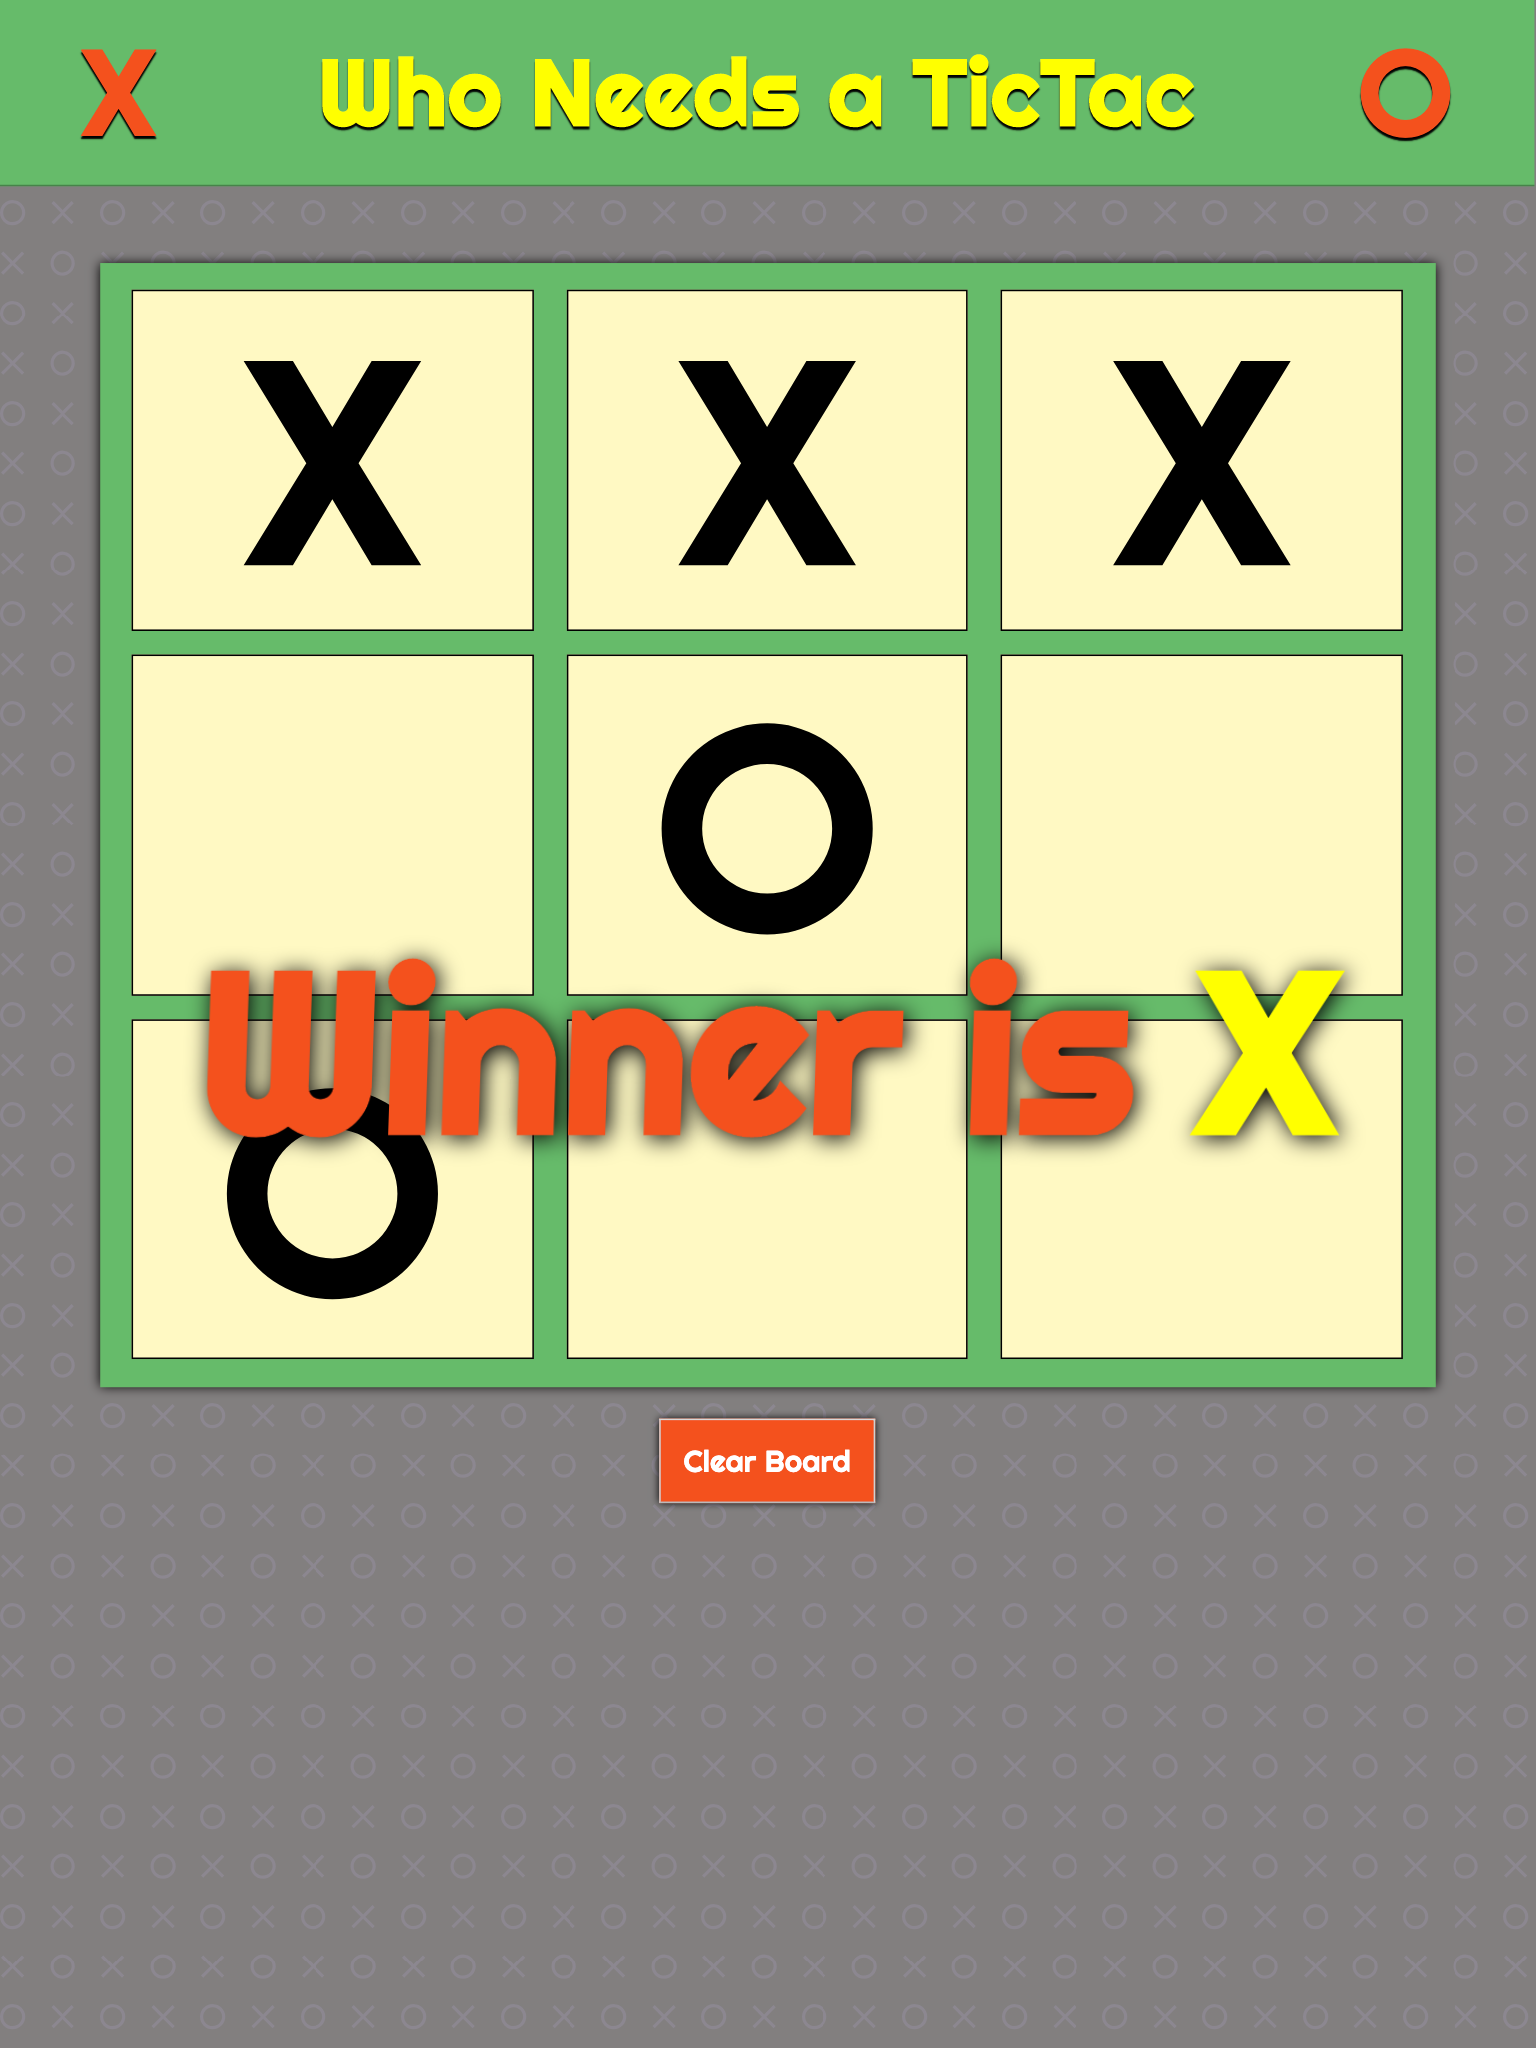 X Who Needs a TicTac O
X X X
O
Winner is X
O
Clear Board